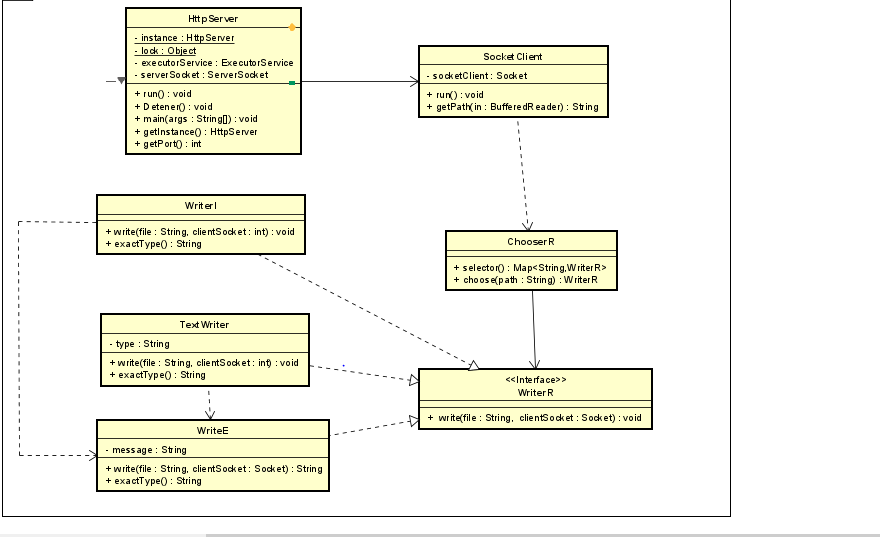 HttpServer
- instance : HttpServer
- lock : Object
- executorService : ExecutorService
- serverSocket : ServerSocket
+ run() : void
+ Detener() : void
+ main(args : String[]) : void
+ getInstance() : HttpServer
+ getPort() : int
SocketClient
- socketClient : Socket
+ run() : void
+ getPath(in : BufferedReader) : String
WriterI
+ write(file : String, clientSocket : int) : void
+ exactType() : String
ChooserR
+ selector() : Map<String,WriterR>
+ choose(path : String) : WriterR
TextWriter
- type : String
+ write(file : String, clientSocket : int) : void
+ exactType() : String
<<Interface>>
WriterR
+ write(file : String, clientSocket : Socket) : void
WriteE
- message : String
+ write(file : String, clientSocket : Socket) : String
+ exactType() : String